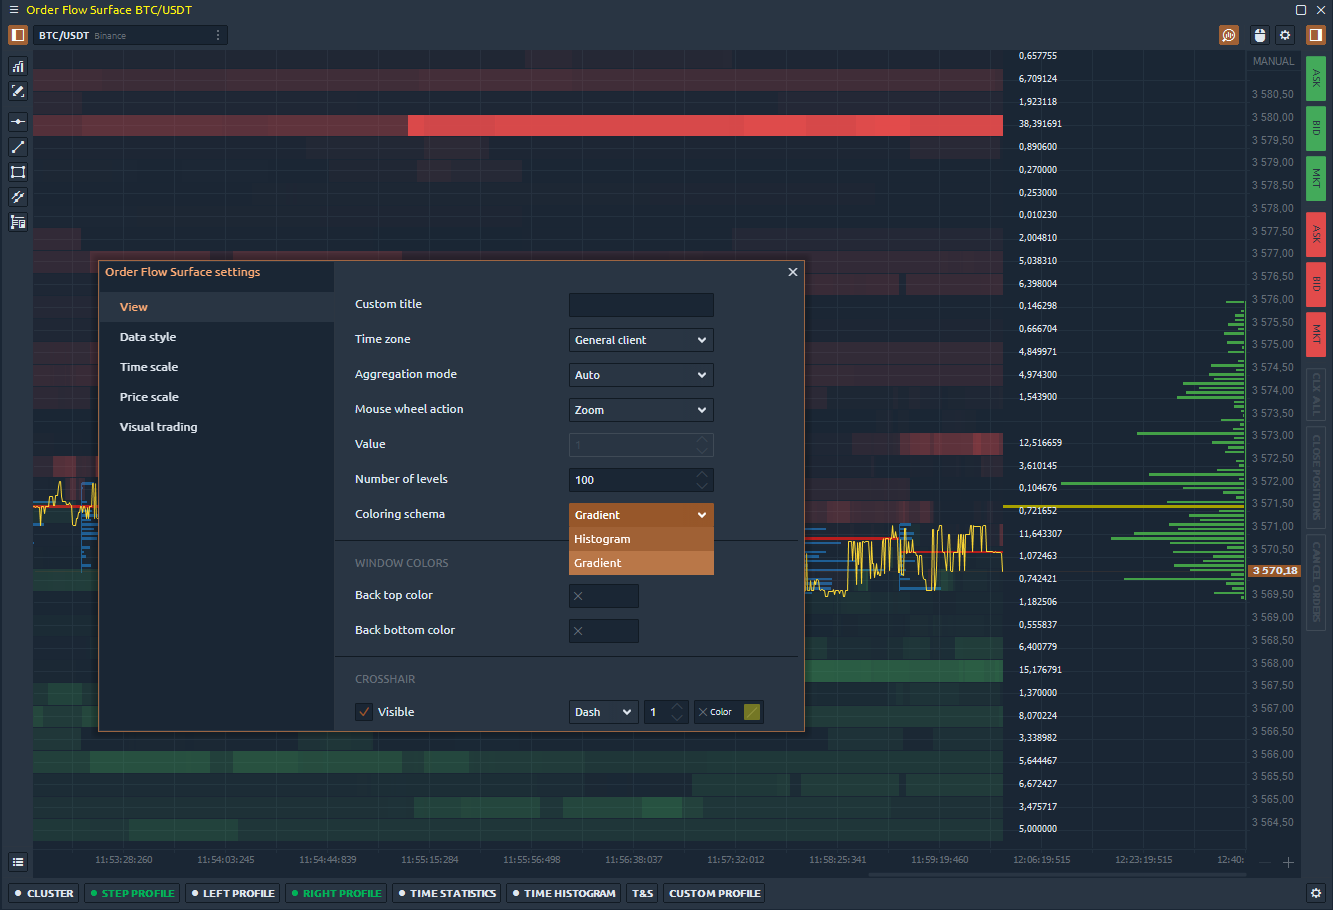 Order Flow Surface BTC/USDT
BTC/USDT Binance
0,657755
6,709124
1,923118
38,391691
0,890600
0,270000
0,253000
0,010230
2,004810
5,038310
6,398004
0,146298
0,666704
4,849971
4,974300
1,543900
12,516659
3,610145
0,104676
0,721652
11,643307
1,072463
0,742421
1,182506
0,555837
6,400779
15,176791
1,370000
8,070224
3,338982
5,644467
6,672427
3,475717
5,000000
MANUAL
3 580,50
3 580,00
3 579,50
3 579,00
3 578,50
3 578,00
3 577,50
3 577,00
3 576,50
3 576,00
3 575,50
3 575,00
3 574,50
3 574,00
3 573,50
3 573,00
3 572,50
3 572,00
3 571,50
3 571,00
3 570,50
3 570,18
3 569,50
3 569,00
3 568,50
3 568,00
3 567,50
3 567,00
3 566,50
3 566,00
3 565,50
3 565,00
3 564,50
ASK
BID
MKT
ASK
BID
MKT
CLX ALL
CLOSE POSITIONS
CANCEL ORDERS
Order Flow Surface settings
View
Data style
Time scale
Price scale
Visual trading
Custom title
Time zone General client
Aggregation mode Auto
Mouse wheel action Zoom
Value 1
Number of levels 100
Coloring schema Gradient
Histogram
Gradient
WINDOW COLORS
Back top color
Back bottom color
CROSSHAIR
Visible Dash 1 Color
11:53:28:260 11:54:03:245 11:54:44:839 11:55:15:284 11:55:56:498 11:56:38:037 11:57:32:012 11:58:25:341 11:59:19:460 12:06:19:515 12:23:19:515 12:40:
CLUSTER STEP PROFILE LEFT PROFILE RIGHT PROFILE TIME STATISTICS TIME HISTOGRAM T&S CUSTOM PROFILE